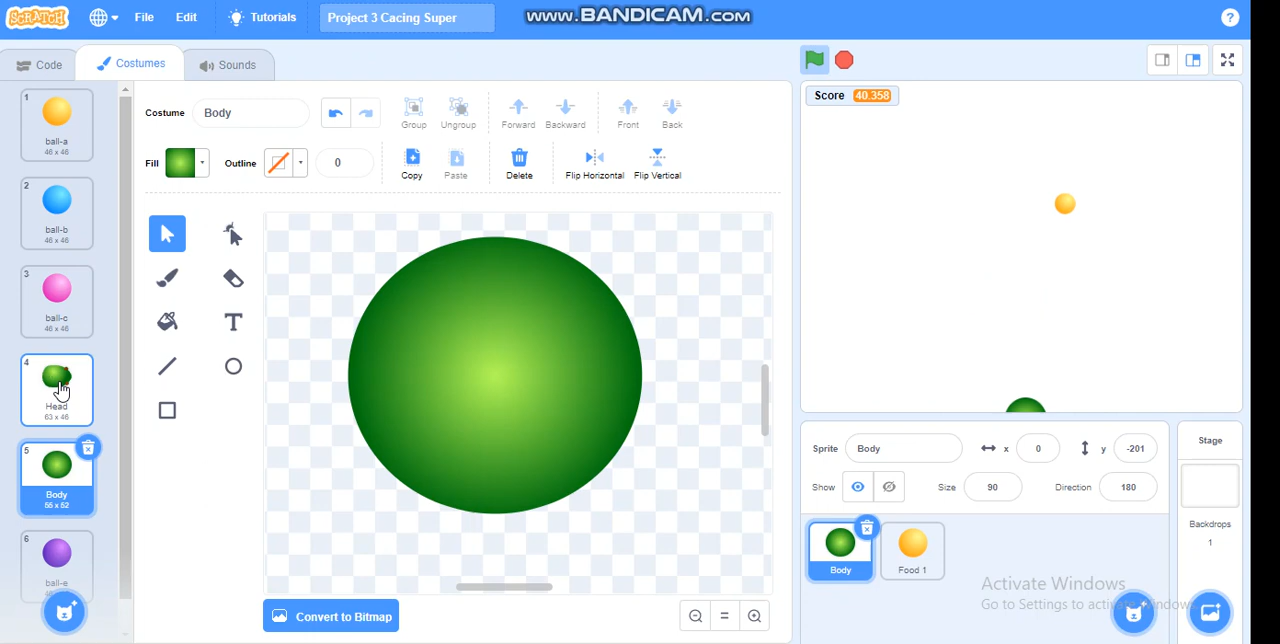 SCRATCH File Edit Tutorials Project 3 Cacing Super www.BANDICAM.com ?
Code Costumes Sounds
1
ball-a
46 x 46
2
ball-b
46 x 46
3
ball-c
46 x 46
4
Head
63 x 46
5
Body
55 x 52
6
ball-e
Costume Body Group Ungroup Forward Backward Front Back
Fill Outline 0 Copy Paste Delete Flip Horizontal Flip Vertical
T
Convert to Bitmap
Score 40.358
Sprite Body x 0 y -201
Show Size 90 Direction 180
Body Food 1
Stage
Backdrops
1
Activate Windows
Go to Settings to activate Windows.